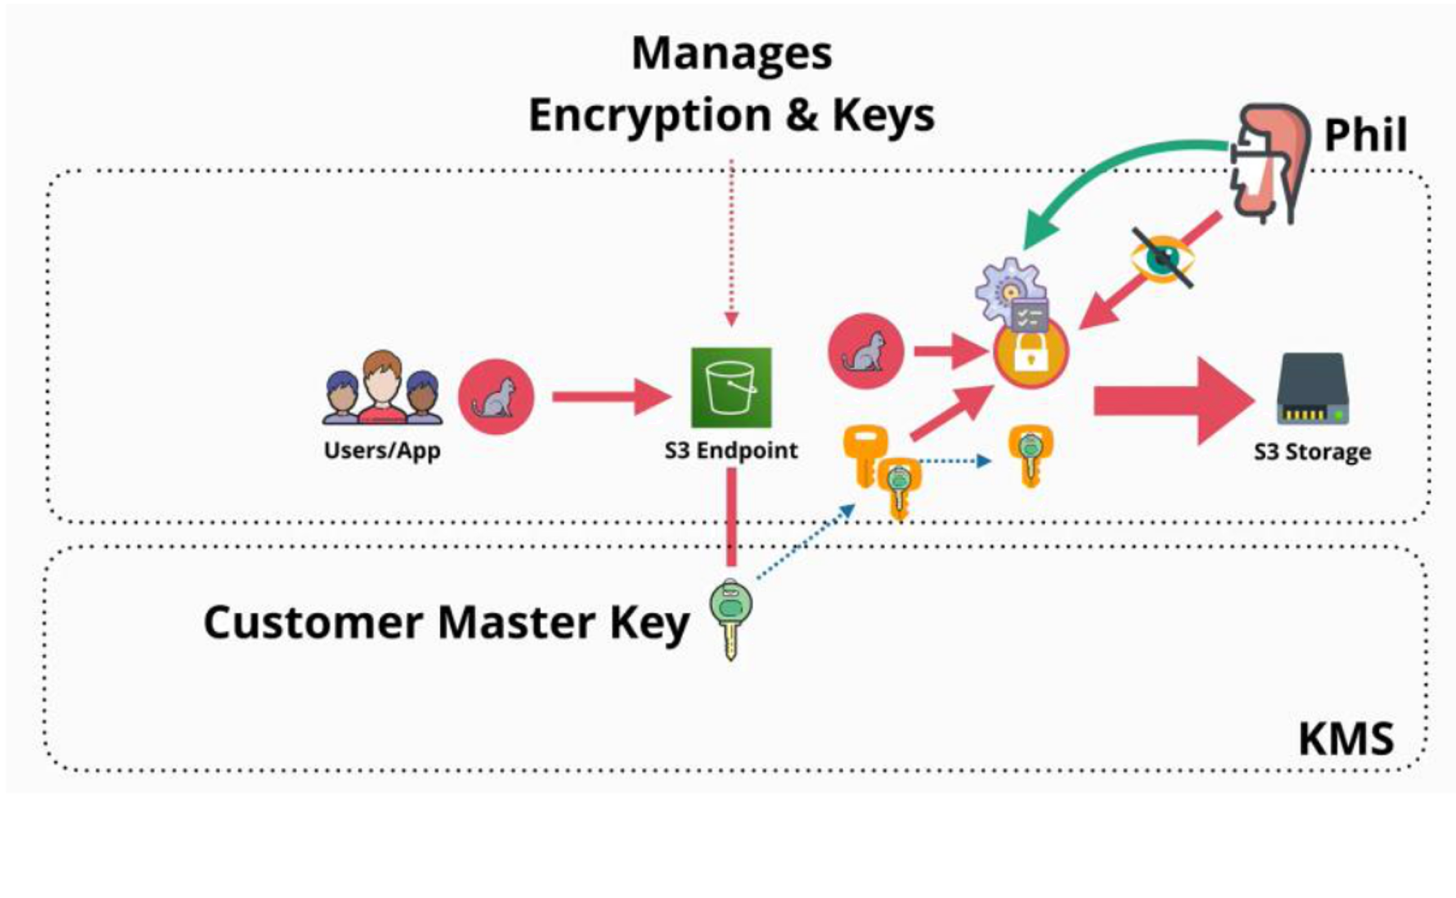 Manages
Encryption & Keys
Phil
Users/App
S3 Endpoint
S3 Storage
Customer Master Key
KMS